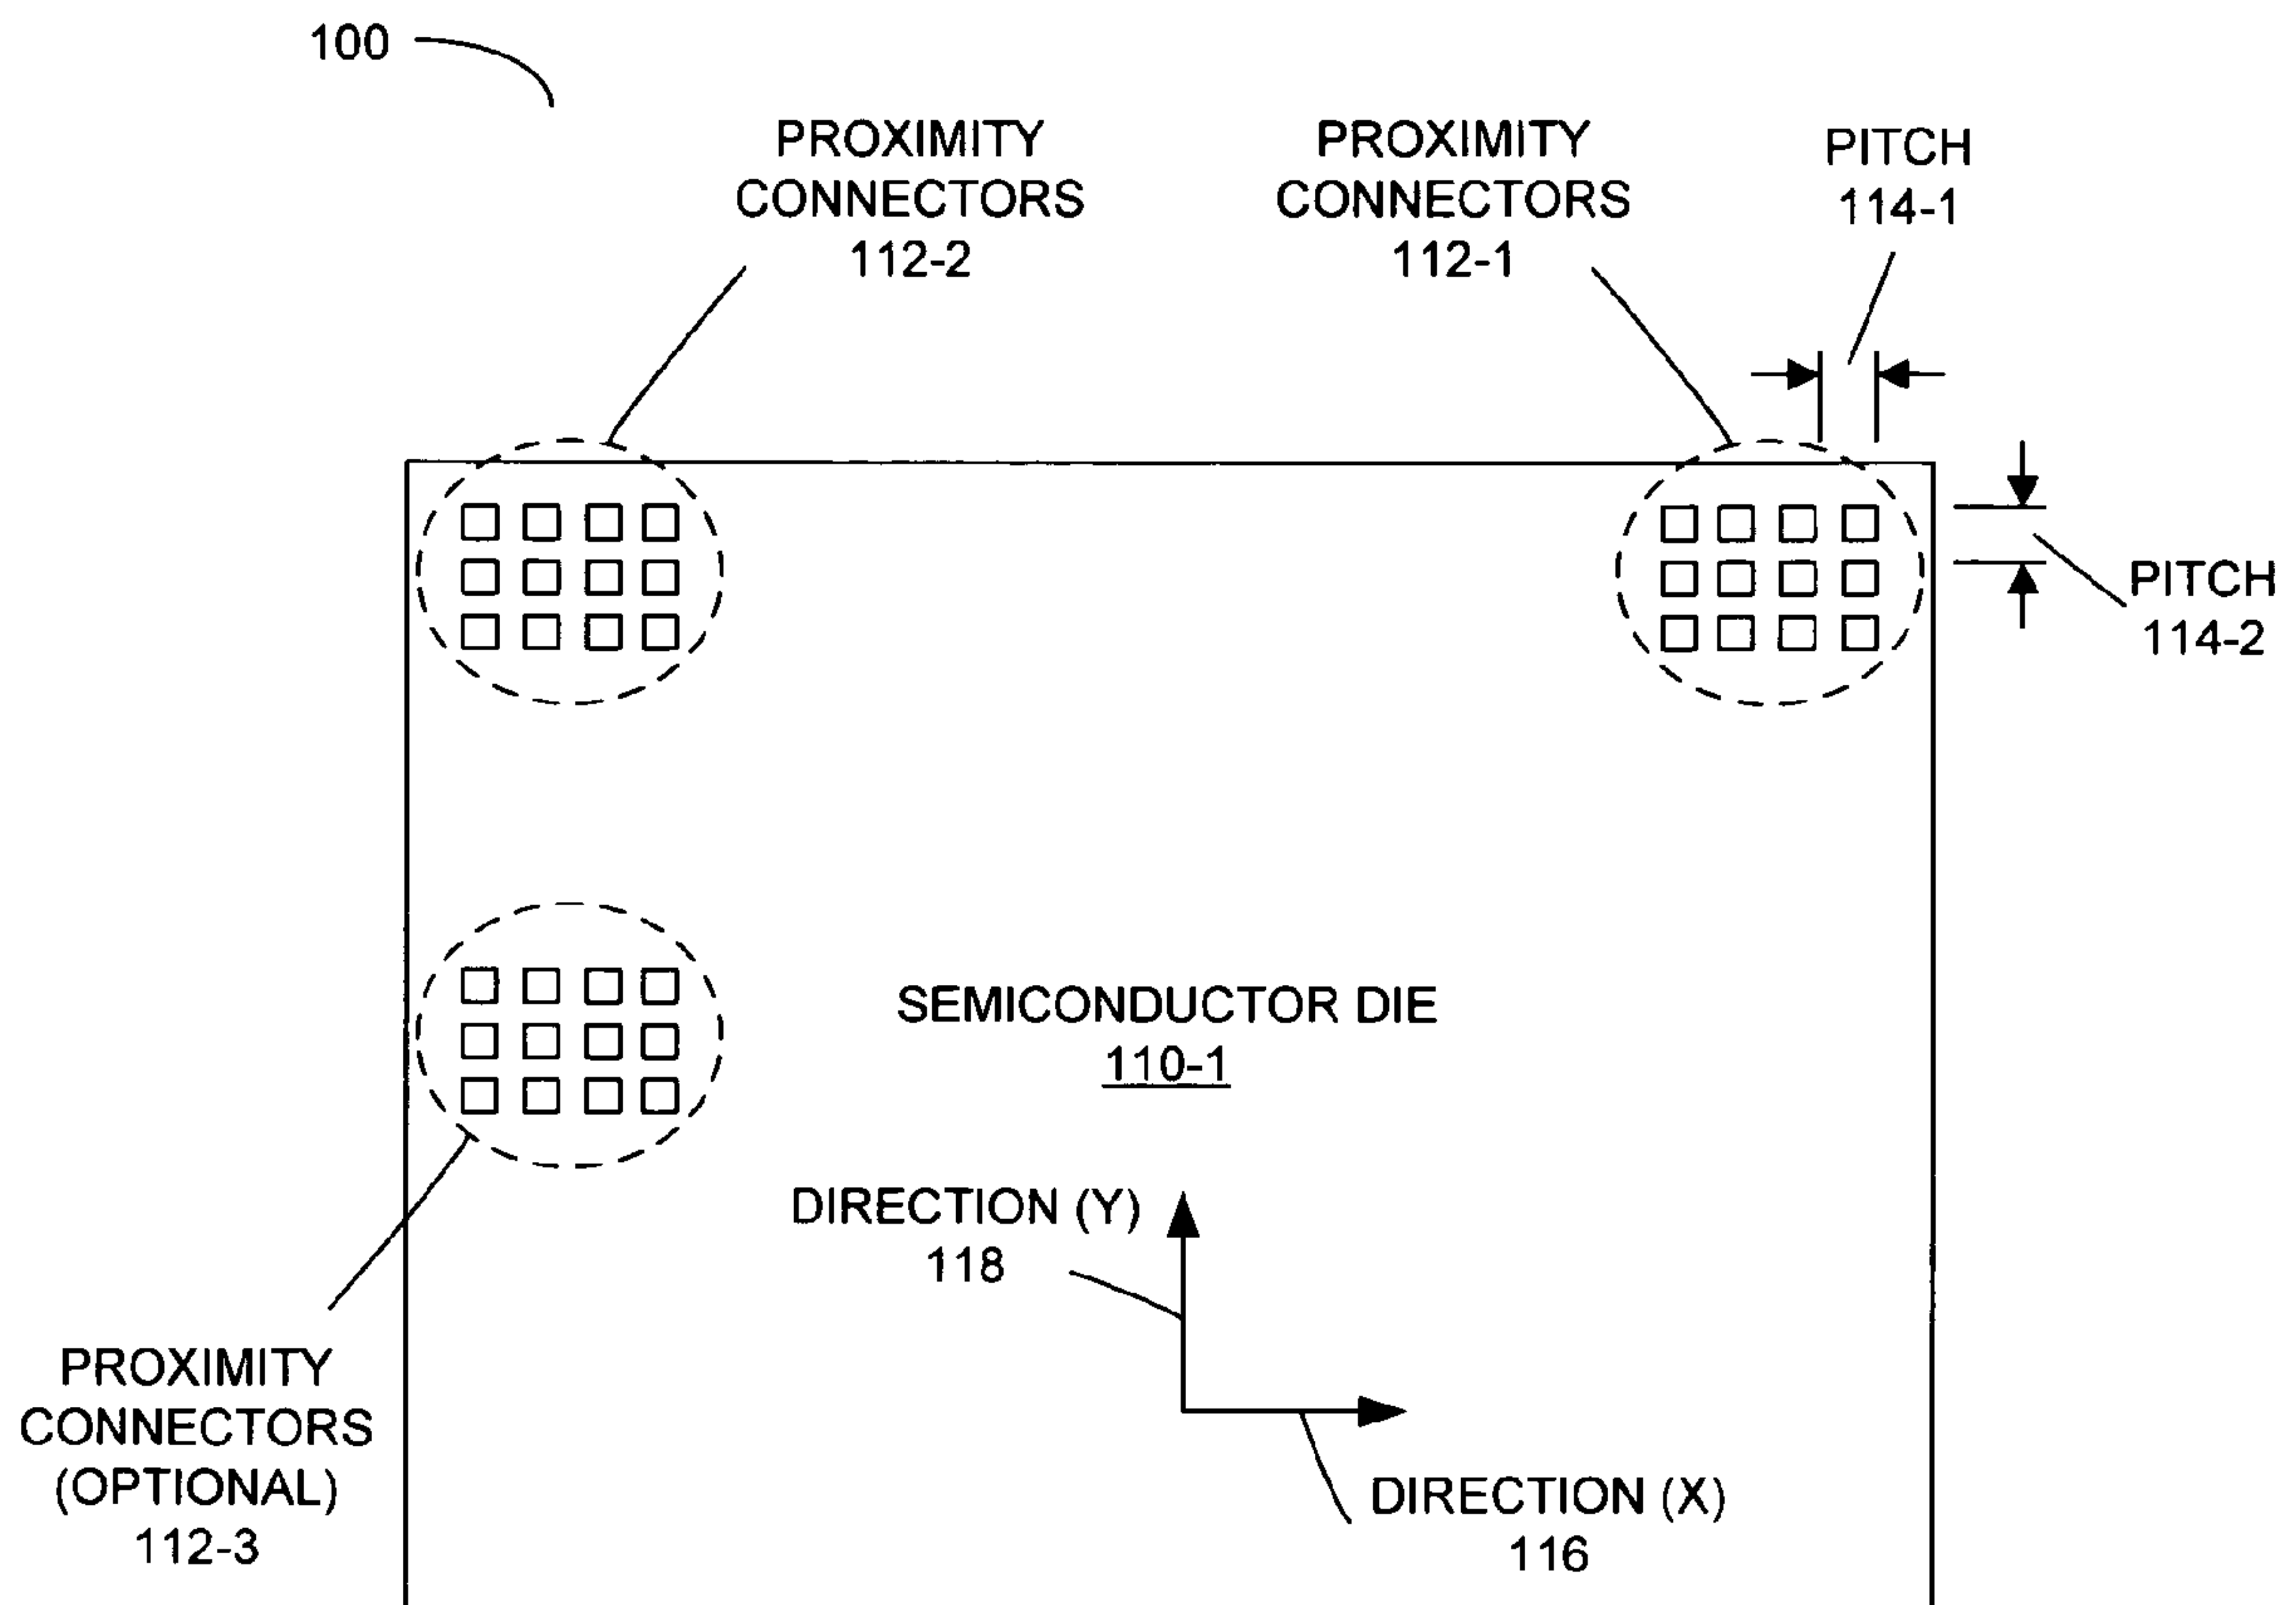 100
PROXIMITY
CONNECTORS
112-2
PROXIMITY
CONNECTORS
112-1
PITCH
114-1
PITCH
114-2
SEMICONDUCTOR DIE
110-1
DIRECTION (Y)
118
PROXIMITY
CONNECTORS
(OPTIONAL)
112-3
DIRECTION (X)
116